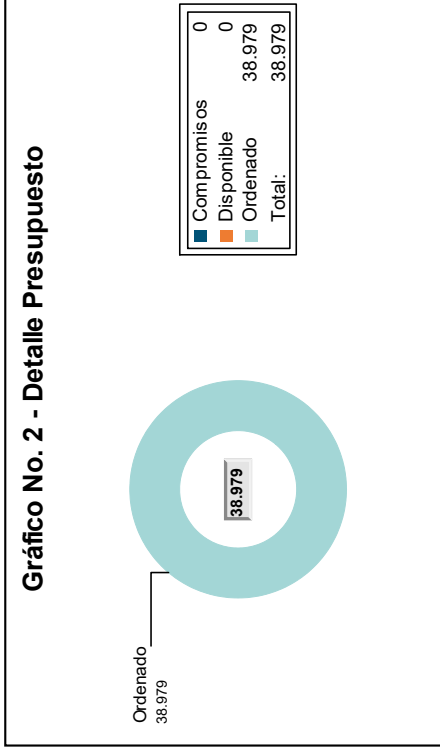 Gráfico No. 2 - Detalle Presupuesto
Ordenado
38.979
38.979
Compromisos 0
Disponible 0
Ordenado 38.979
Total: 38.979